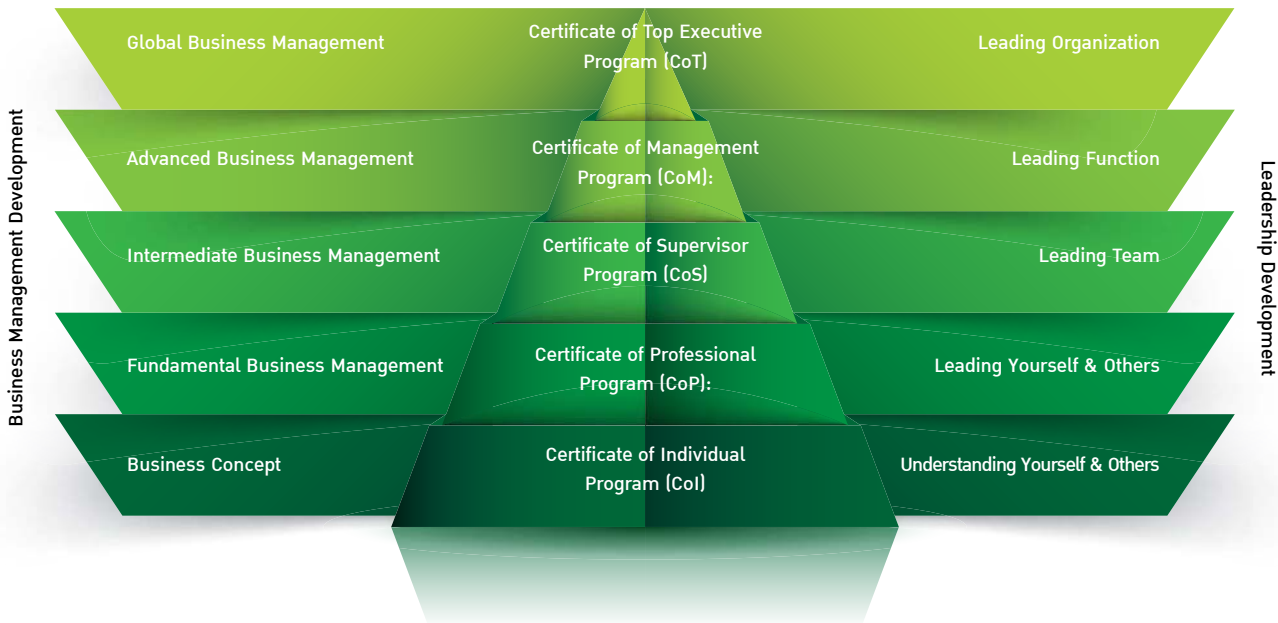 Business Management Development
Global Business Management
Certificate of Top Executive
Program (CoT)
Leading Organization
Advanced Business Management
Certificate of Management
Program (CoM):
Leading Function
Intermediate Business Management
Certificate of Supervisor
Program (CoS)
Leading Team
Fundamental Business Management
Certificate of Professional
Program (CoP):
Leading Yourself & Others
Business Concept
Certificate of Individual
Program (CoI)
Understanding Yourself & Others
Leadership Development